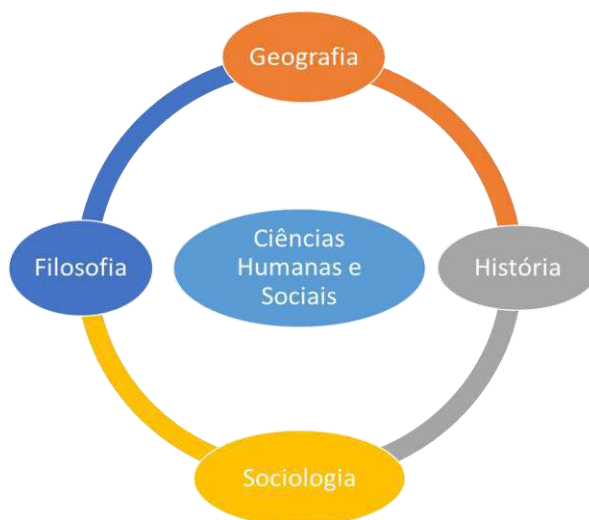 Geografia
Filosofia
Ciências
Humanas e
Sociais
História
Sociologia